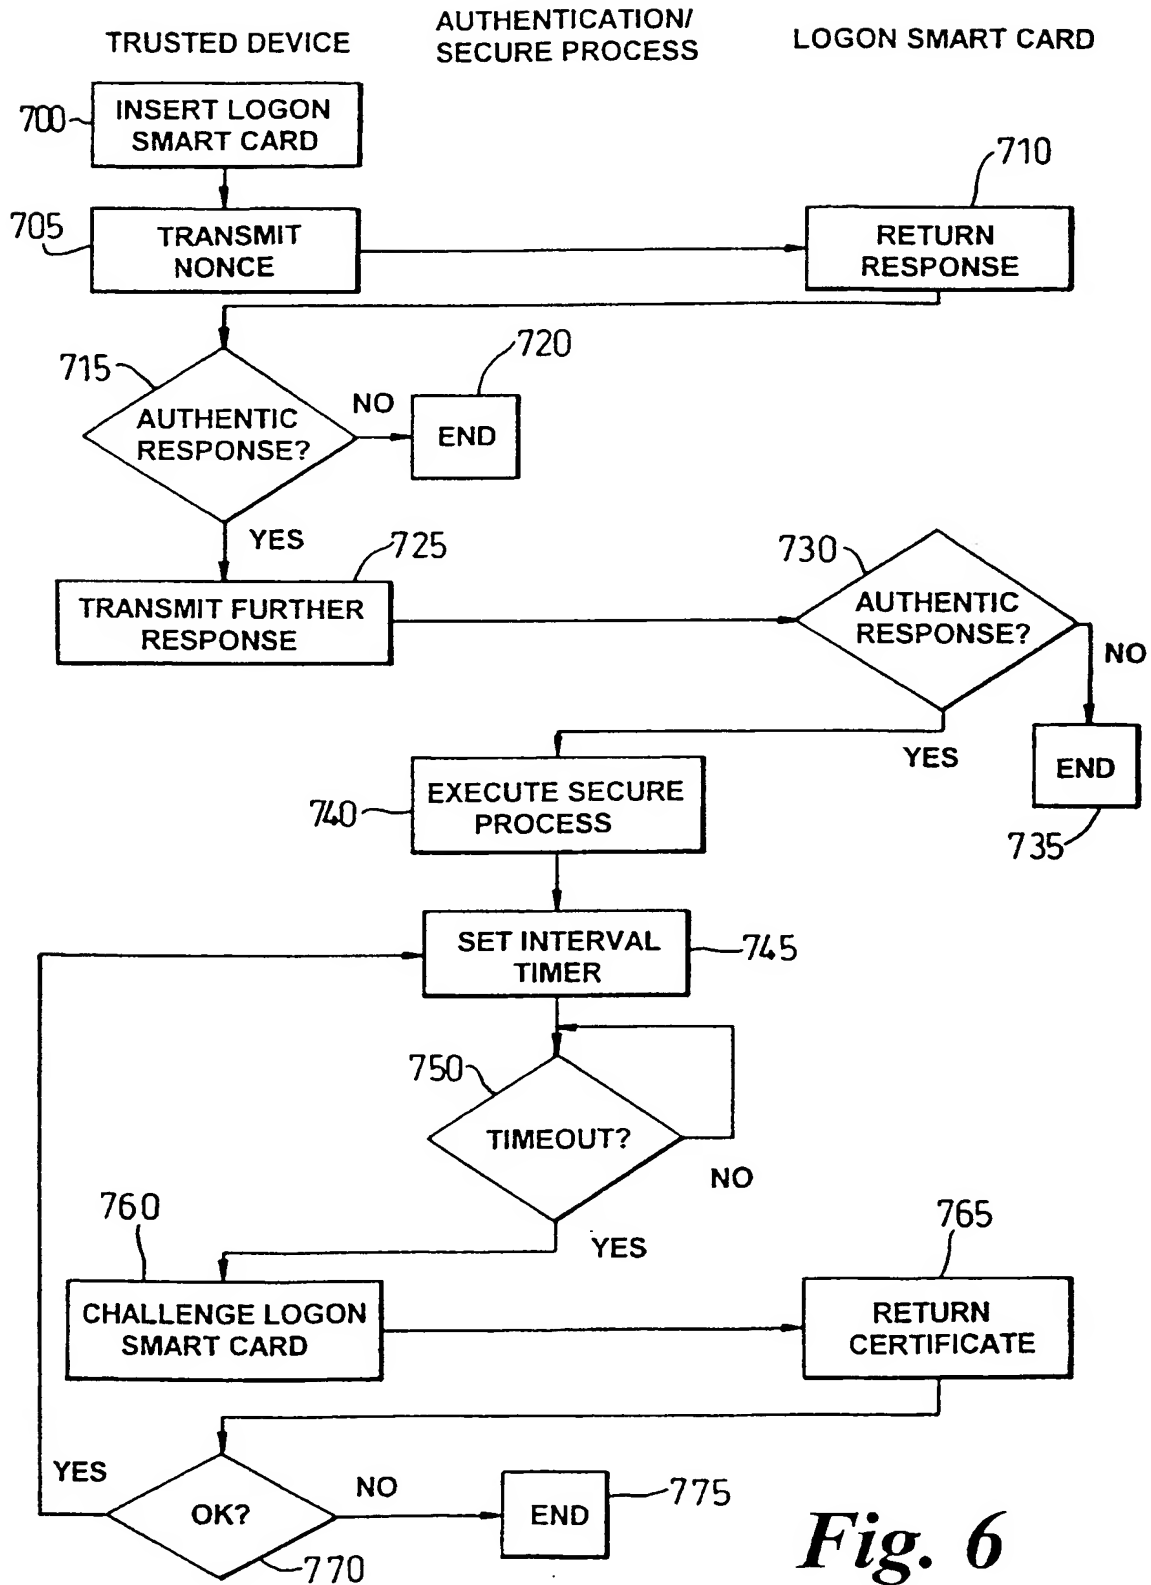 TRUSTED DEVICE
AUTHENTICATION/
SECURE PROCESS
LOGON SMART CARD
700
INSERT LOGON
SMART CARD
705
TRANSMIT
NONCE
710
RETURN
RESPONSE
715
AUTHENTIC
RESPONSE?
NO
720
END
YES
725
TRANSMIT FURTHER
RESPONSE
730
AUTHENTIC
RESPONSE?
NO
YES
END
735
740
EXECUTE SECURE
PROCESS
SET INTERVAL
TIMER
745
750
TIMEOUT?
NO
YES
760
CHALLENGE LOGON
SMART CARD
765
RETURN
CERTIFICATE
YES
OK?
NO
770
END
775
Fig. 6